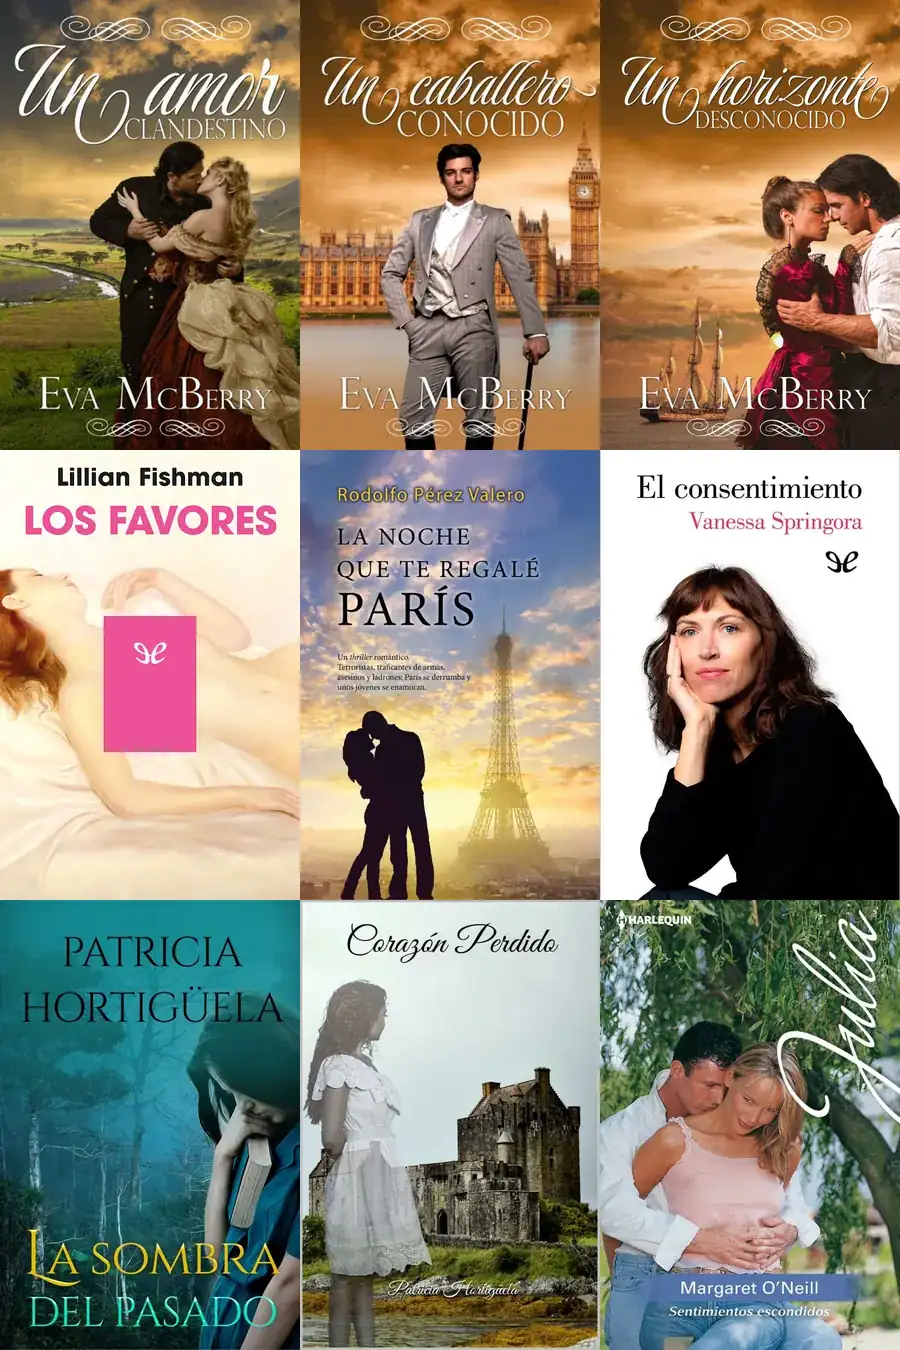 Un amor
CLANDESTINO
EVA MCBERRY
Un caballero
CONOCIDO
EVA MCBERRY
Un horizonte
DESCONOCIDO
EVA MCBERRY
Lillian Fishman
LOS FAVORES
Rodolfo Pérez Valero
LA NOCHE
QUE TE REGALÉ
PARÍS
Un thriller romántico.
Terroristas, traficantes de armas,
asesinos y ladrones: París se derrumba y
unos jóvenes se enamoran.
El consentimiento
Vanessa Springora
PATRICIA
HORTIGÜELA
LA SOMBRA
DEL PASADO
Corazón Perdido
Patricia Hortigüela
HARLEQUIN
Julia
Margaret O'Neill
Sentimientos escondidos